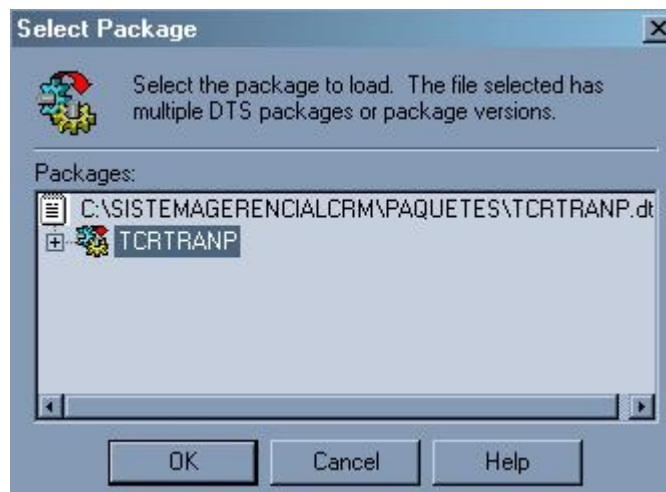 Select Package
Select the package to load. The file selected has
multiple DTS packages or package versions.
Packages:
C:\SISTEMAGERENCIALCRM\PAQUETES\TCRTRANP.dt
TCRTRANP
OK
Cancel
Help